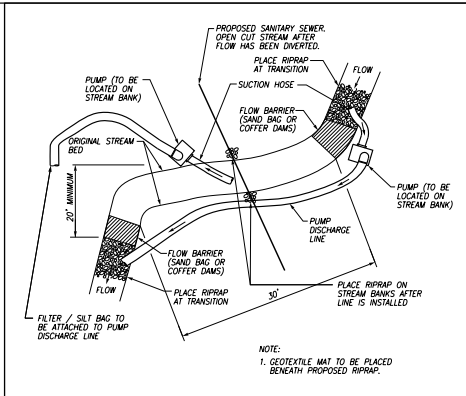 PROPOSED SANITARY SEWER.
OPEN CUT STREAM AFTER
FLOW HAS BEEN DIVERTED.
PLACE RIPRAP
AT TRANSITION
FLOW
PUMP (TO BE
LOCATED ON
STREAM BANK)
SUCTION HOSE
FLOW BARRIER
(SAND BAG OR
COFFER DAMS)
ORIGINAL STREAM
BED
20' MINIMUM
PUMP (TO BE
LOCATED ON
STREAM BANK)
PUMP
DISCHARGE
LINE
FLOW BARRIER
(SAND BAG OR
COFFER DAMS)
FLOW
PLACE RIPRAP
AT TRANSITION
30'
PLACE RIPRAP ON
STREAM BANKS AFTER
LINE IS INSTALLED
FILTER / SILT BAG TO
BE ATTACHED TO PUMP
DISCHARGE LINE
NOTE:
1. GEOTEXTILE MAT TO BE PLACED
BENEATH PROPOSED RIPRAP.